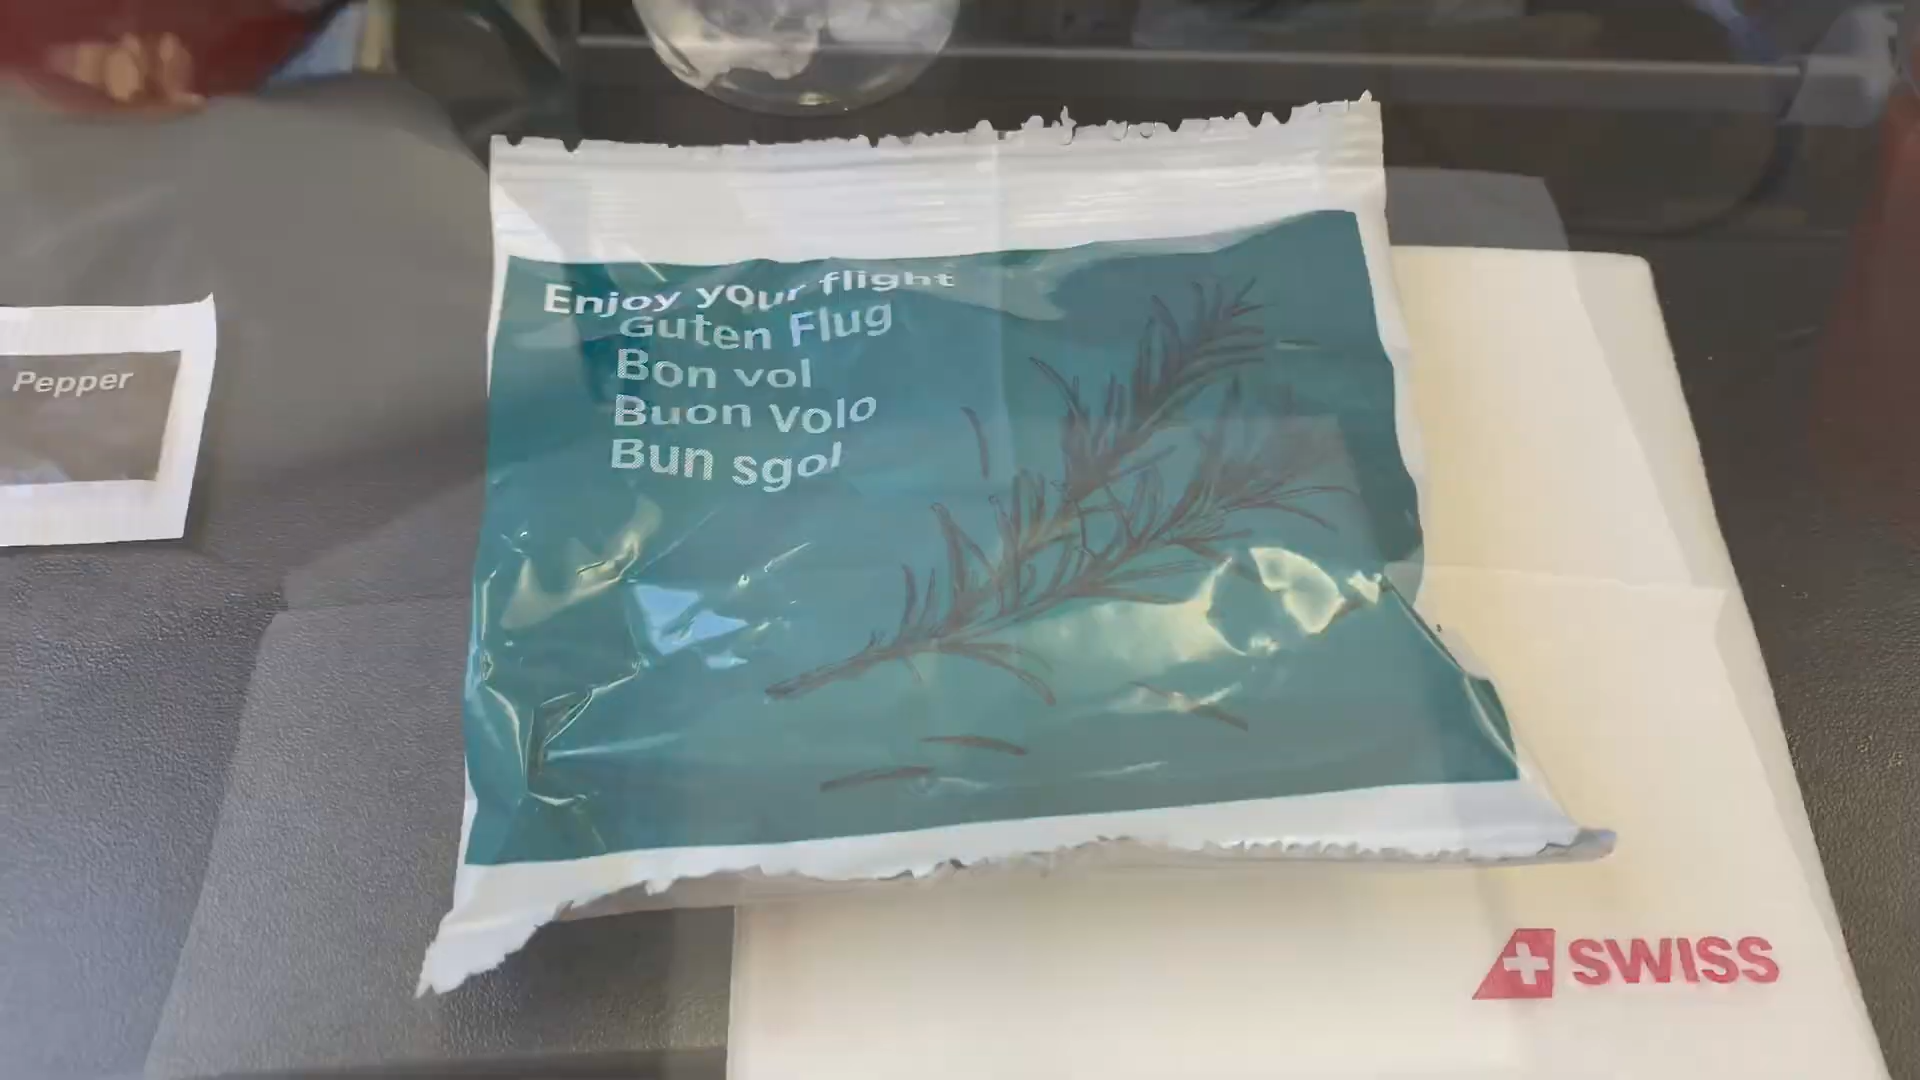 Enjoy your flight
Guten Flug
Bon vol
Buon Volo
Bun sgol
Pepper
SWISS